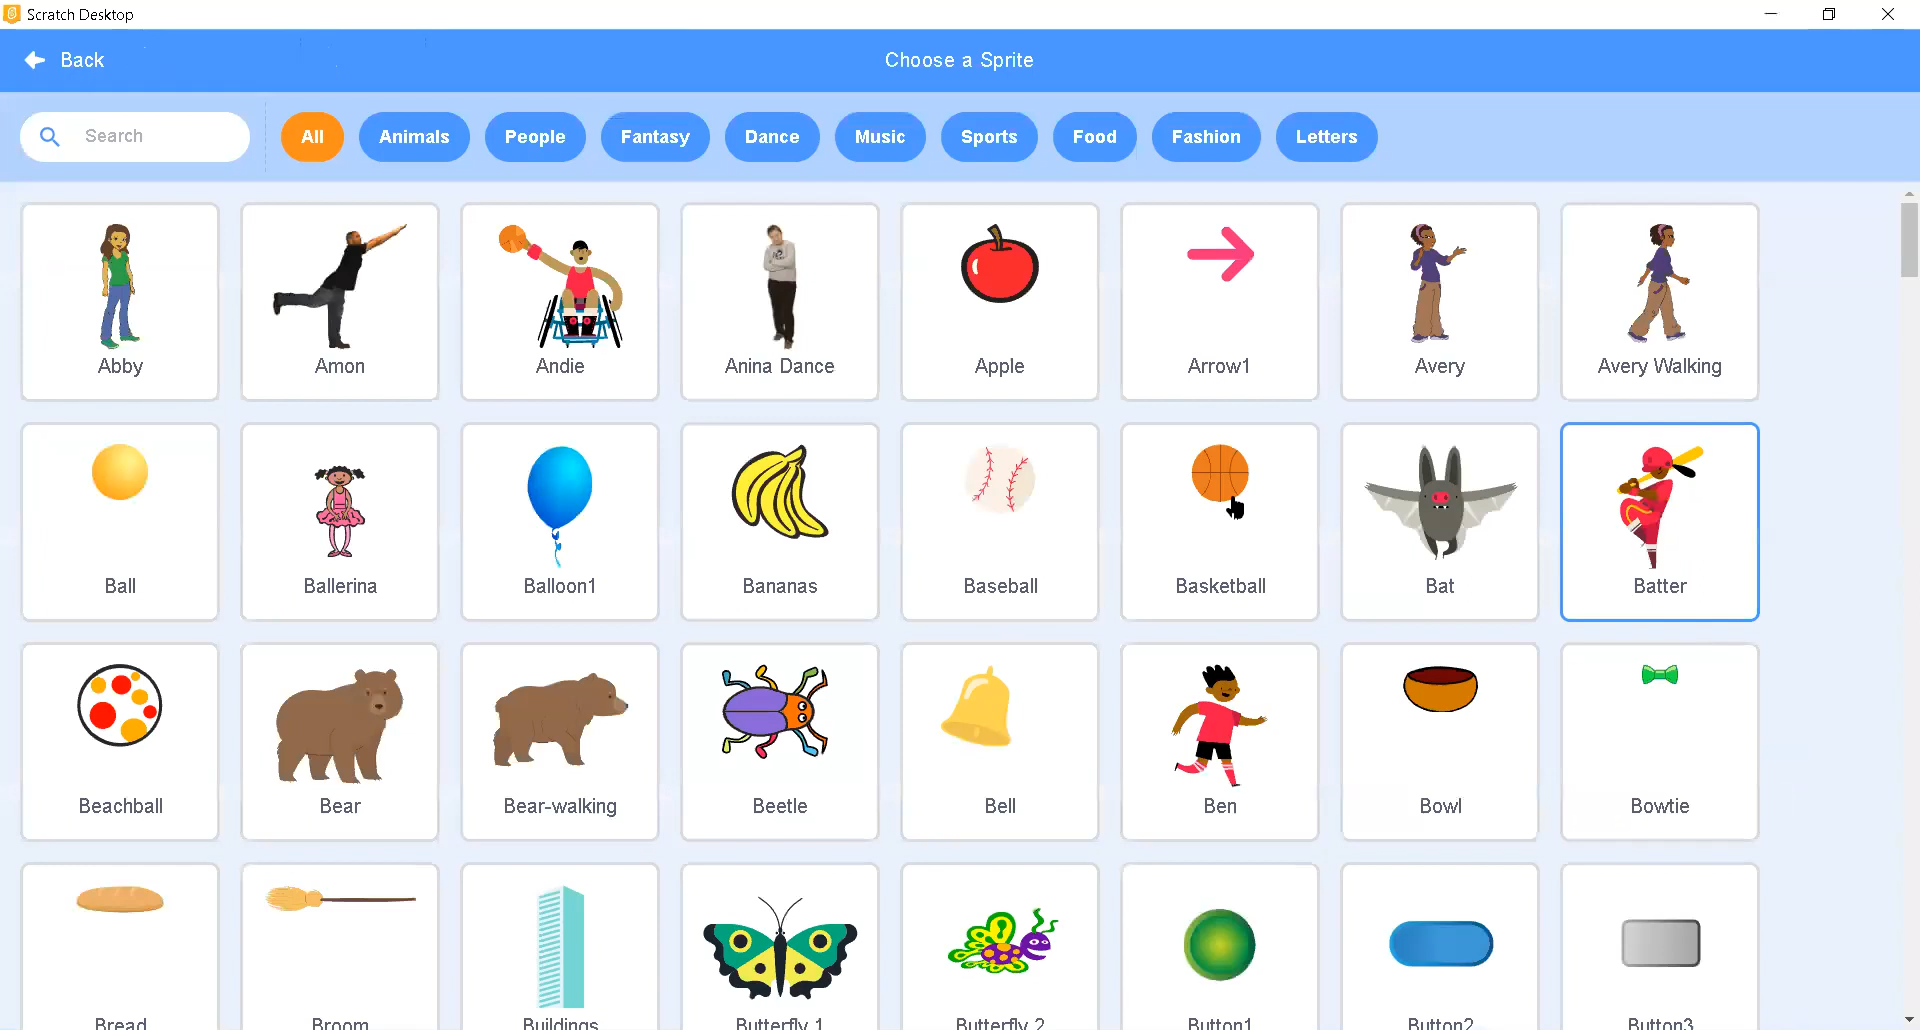 Scratch Desktop
Back
Choose a Sprite
Search
All
Animals
People
Fantasy
Dance
Music
Sports
Food
Fashion
Letters
Abby
Amon
Andie
Anina Dance
Apple
Arrow1
Avery
Avery Walking
Ball
Ballerina
Balloon1
Bananas
Baseball
Basketball
Bat
Batter
Beachball
Bear
Bear-walking
Beetle
Bell
Ben
Bowl
Bowtie
Bread
Broom
Buildings
Butterfly 1
Butterfly 2
Button1
Button2
Button3